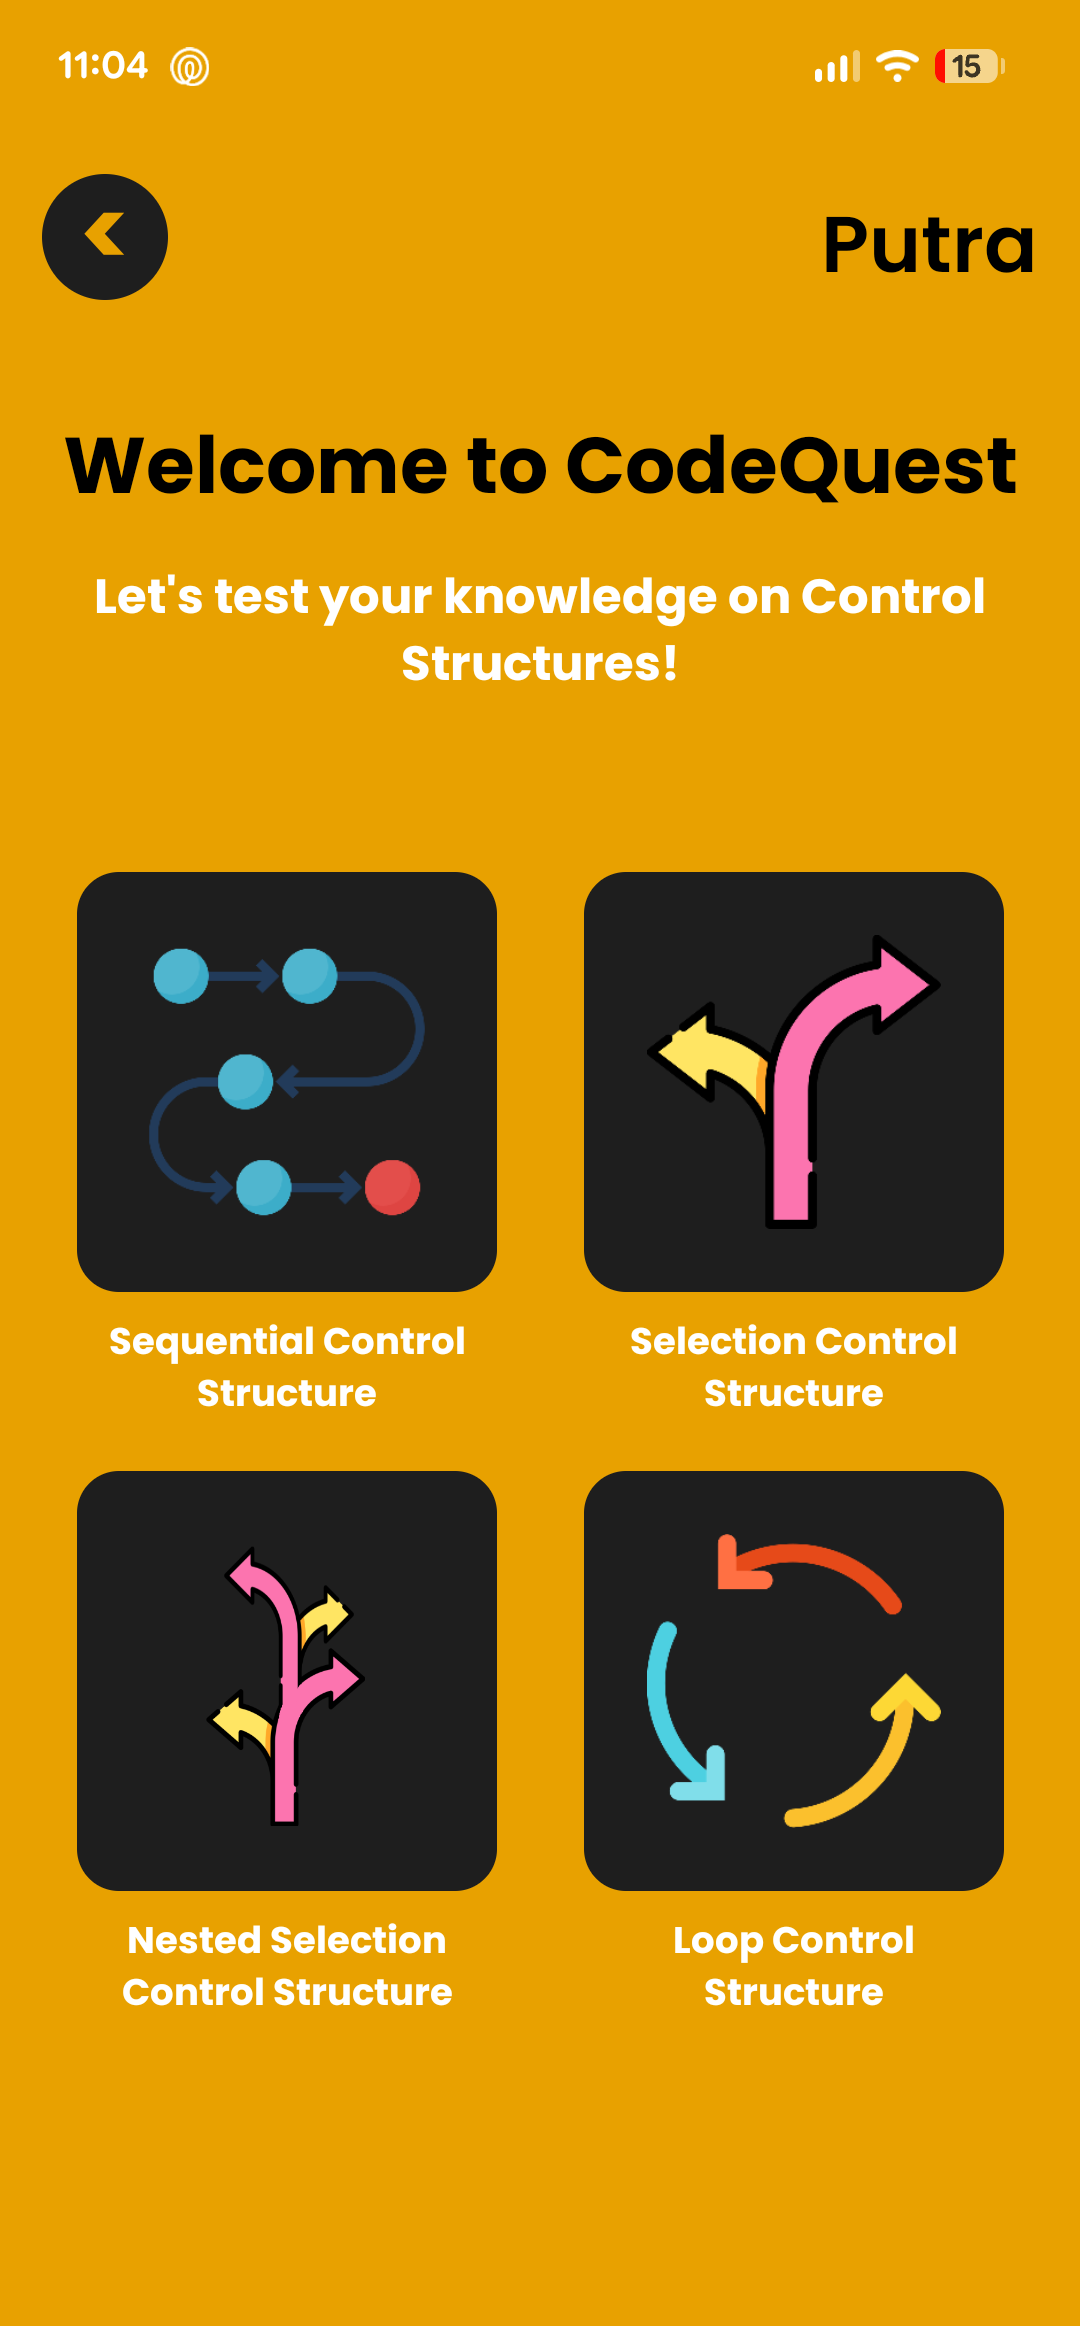 11:04
15
Putra
Welcome to CodeQuest
Let's test your knowledge on Control
Structures!
Sequential Control
Structure
Selection Control
Structure
Nested Selection
Control Structure
Loop Control
Structure